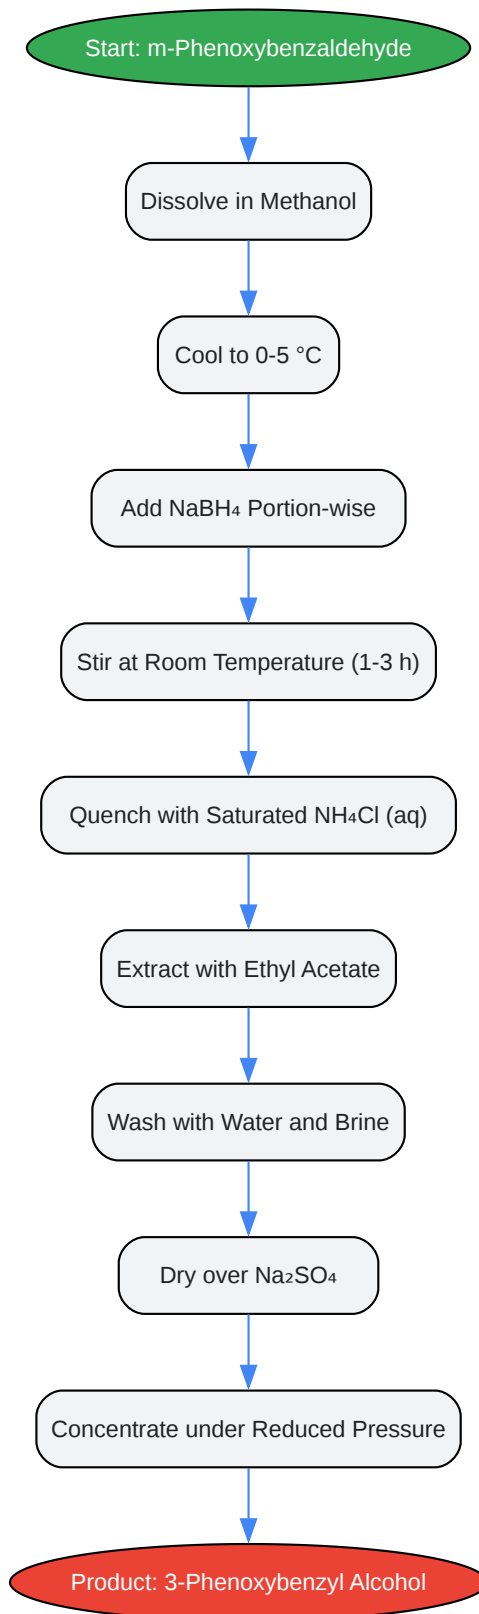 Start: m-Phenoxybenzaldehyde
Dissolve in Methanol
Cool to 0-5 °C
Add NaBH₄ Portion-wise
Stir at Room Temperature (1-3 h)
Quench with Saturated NH₄Cl (aq)
Extract with Ethyl Acetate
Wash with Water and Brine
Dry over Na₂SO₄
Concentrate under Reduced Pressure
Product: 3-Phenoxybenzyl Alcohol